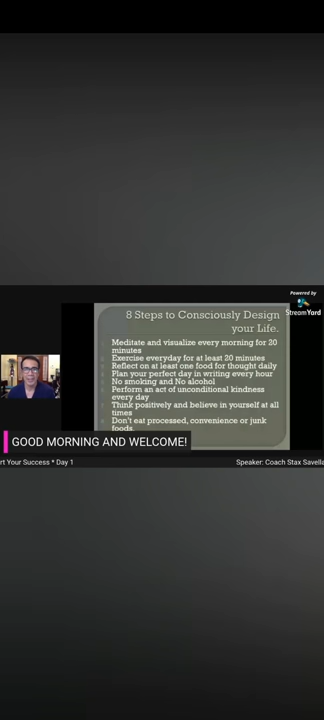 Powered by
StreamYard
8 Steps to Consciously Design
your Life.
Meditate and visualize every morning for 20
minutes
Exercise everyday for at least 20 minutes
Reflect on at least one food for thought daily
Plan your perfect day in writing every hour
No smoking and No alcohol
Perform an act of unconditional kindness
every day
Think positively and believe in yourself at all
times
Don't eat processed, convenience or junk
foods.
GOOD MORNING AND WELCOME!
rt Your Success * Day 1
Speaker: Coach Stax Savella